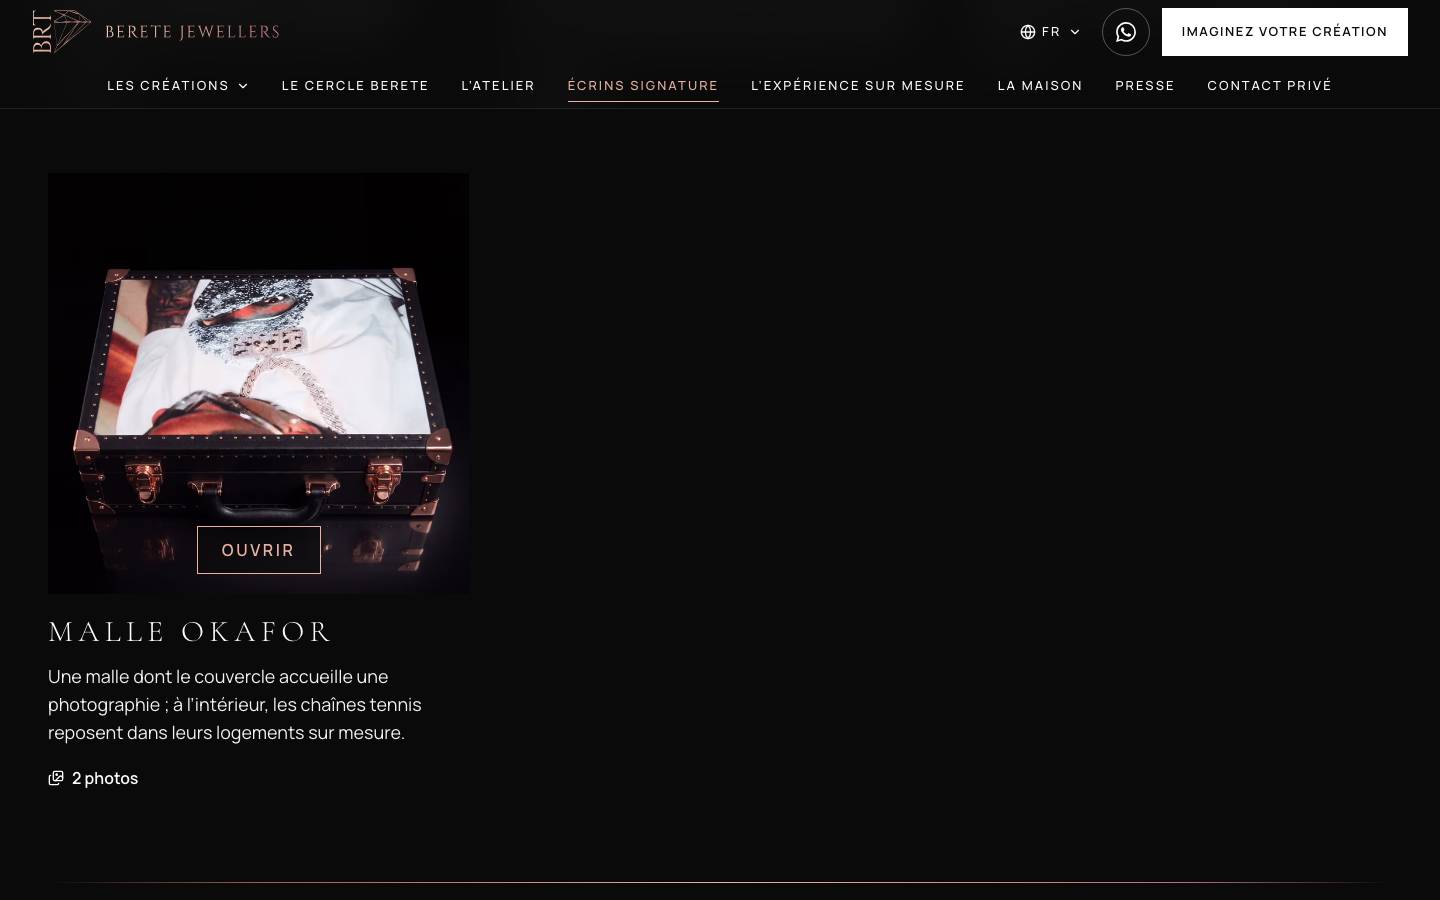 BRT
BERETE JEWELLERS
FR
IMAGINEZ VOTRE CRÉATION
LES CRÉATIONS
LE CERCLE BERETE
L'ATELIER
ÉCRINS SIGNATURE
L'EXPÉRIENCE SUR MESURE
LA MAISON
PRESSE
CONTACT PRIVÉ
OUVRIR
MALLE OKAFOR
Une malle dont le couvercle accueille une
photographie ; à l'intérieur, les chaînes tennis
reposent dans leurs logements sur mesure.
2 photos